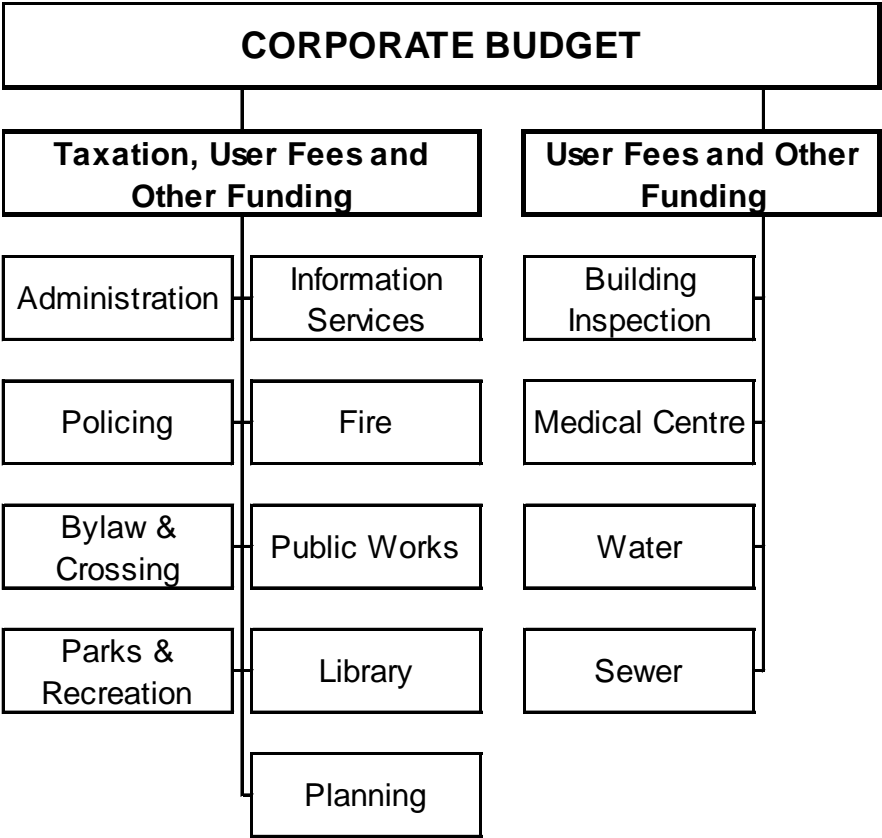 CORPORATE BUDGET
Taxation, User Fees and
Other Funding
User Fees and Other
Funding
Administration
Information
Services
Building
Inspection
Policing
Fire
Medical Centre
Bylaw &
Crossing
Public Works
Water
Parks &
Recreation
Library
Sewer
Planning